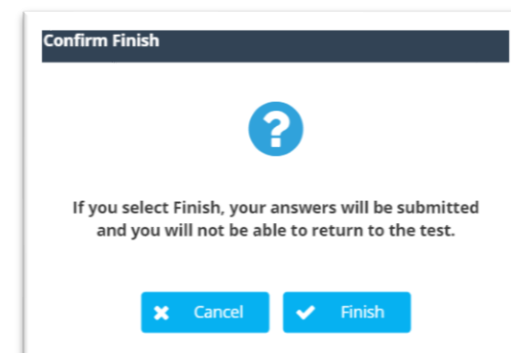 Confirm Finish
?
If you select Finish, your answers will be submitted
and you will not be able to return to the test.
Cancel
Finish